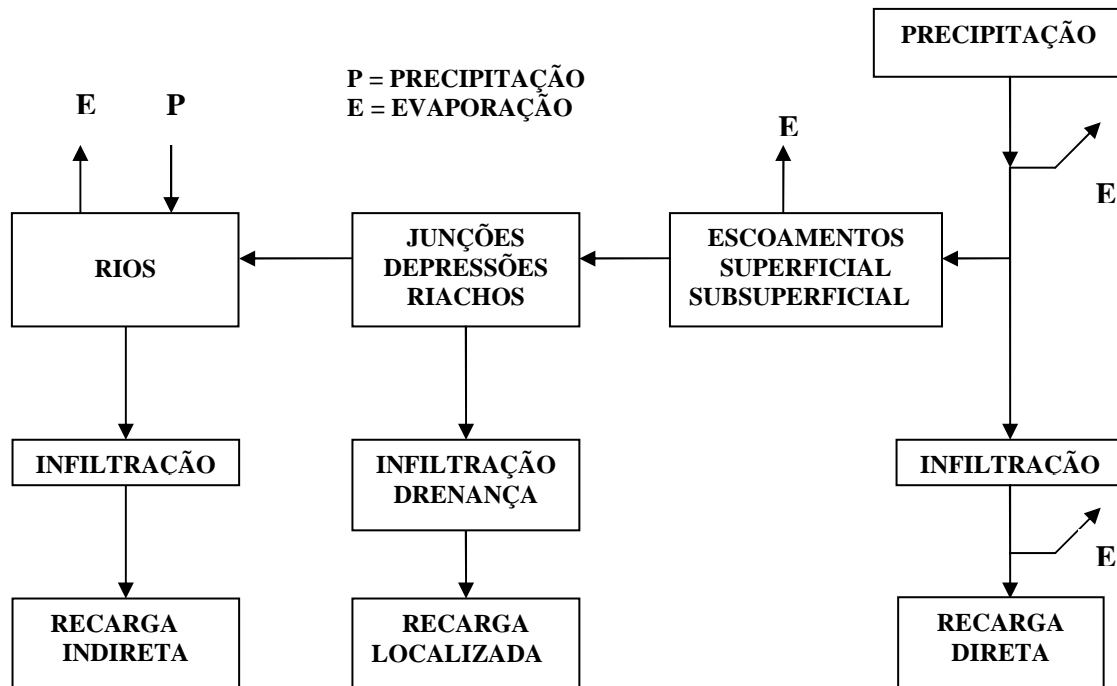 PRECIPITAÇÃO
P = PRECIPITAÇÃO
E = EVAPORAÇÃO
E
P
E
E
RIOS
JUNÇÕES
DEPRESSÕES
RIACHOS
ESCOAMENTOS
SUPERFICIAL
SUBSUPERFICIAL
INFILTRAÇÃO
INFILTRAÇÃO
DRENANÇA
INFILTRAÇÃO
E
RECARGA
INDIRETA
RECARGA
LOCALIZADA
RECARGA
DIRETA